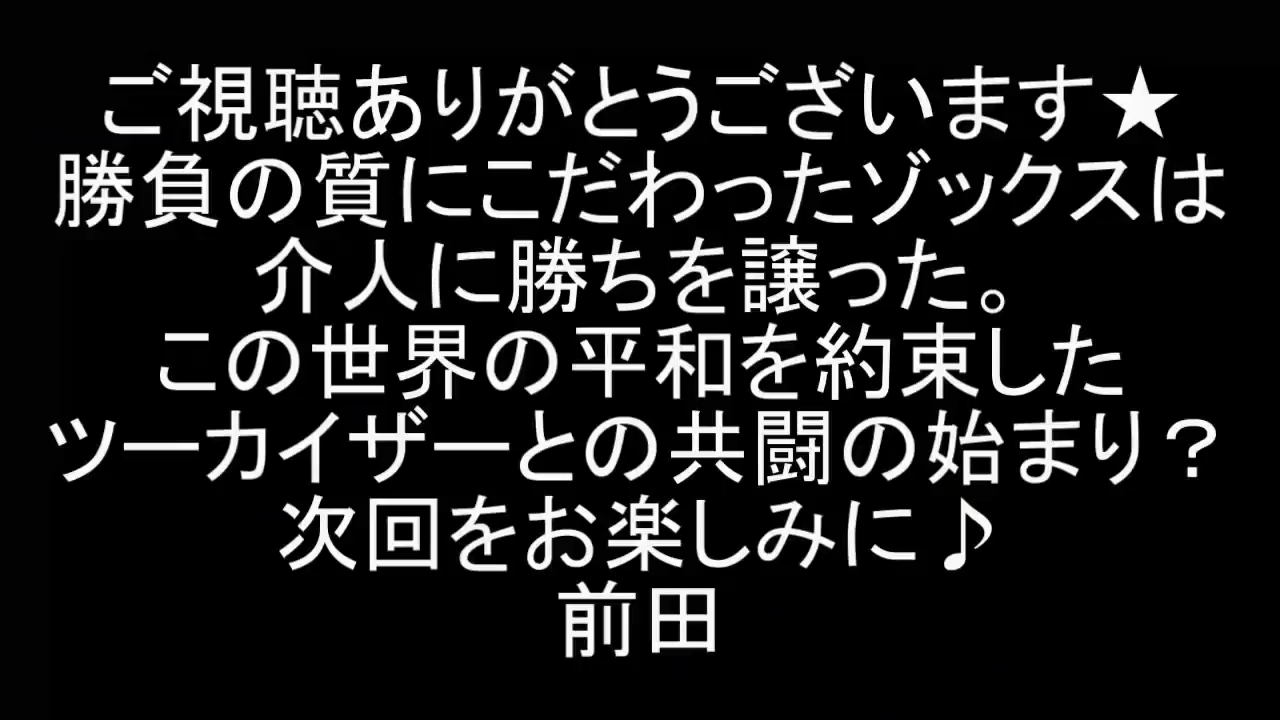 ご視聴ありがとうございます★
勝負の質にこだわったゾックスは
介人に勝ちを譲った。
この世界の平和を約束した
ツーカイザーとの共闘の始まり？
次回をお楽しみに♪
前田